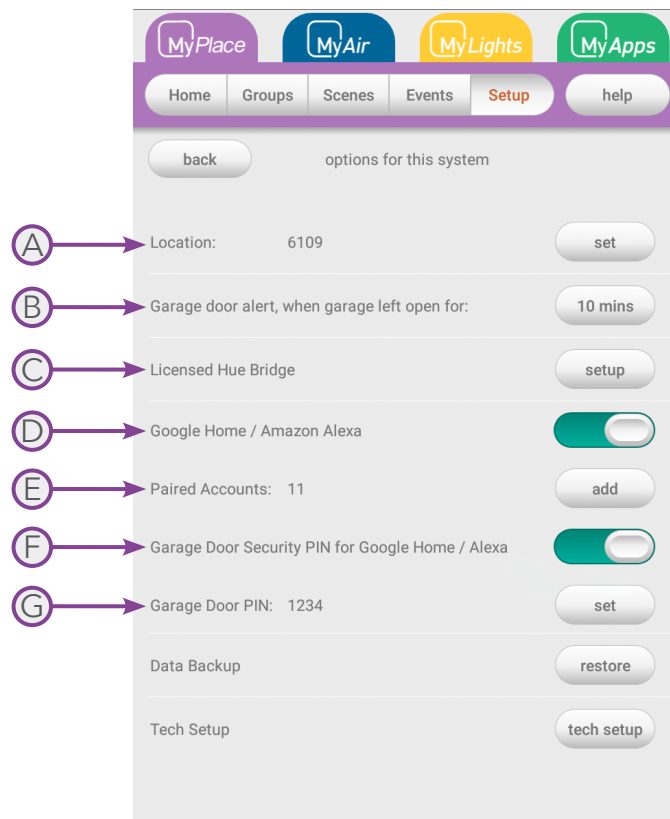 MyPlace MyAir MyLights MyApps
Home Groups Scenes Events Setup help
back options for this system
A Location: 6109 set
B Garage door alert, when garage left open for: 10 mins
C Licensed Hue Bridge setup
D Google Home / Amazon Alexa
E Paired Accounts: 11 add
F Garage Door Security PIN for Google Home / Alexa
G Garage Door PIN: 1234 set
Data Backup restore
Tech Setup tech setup